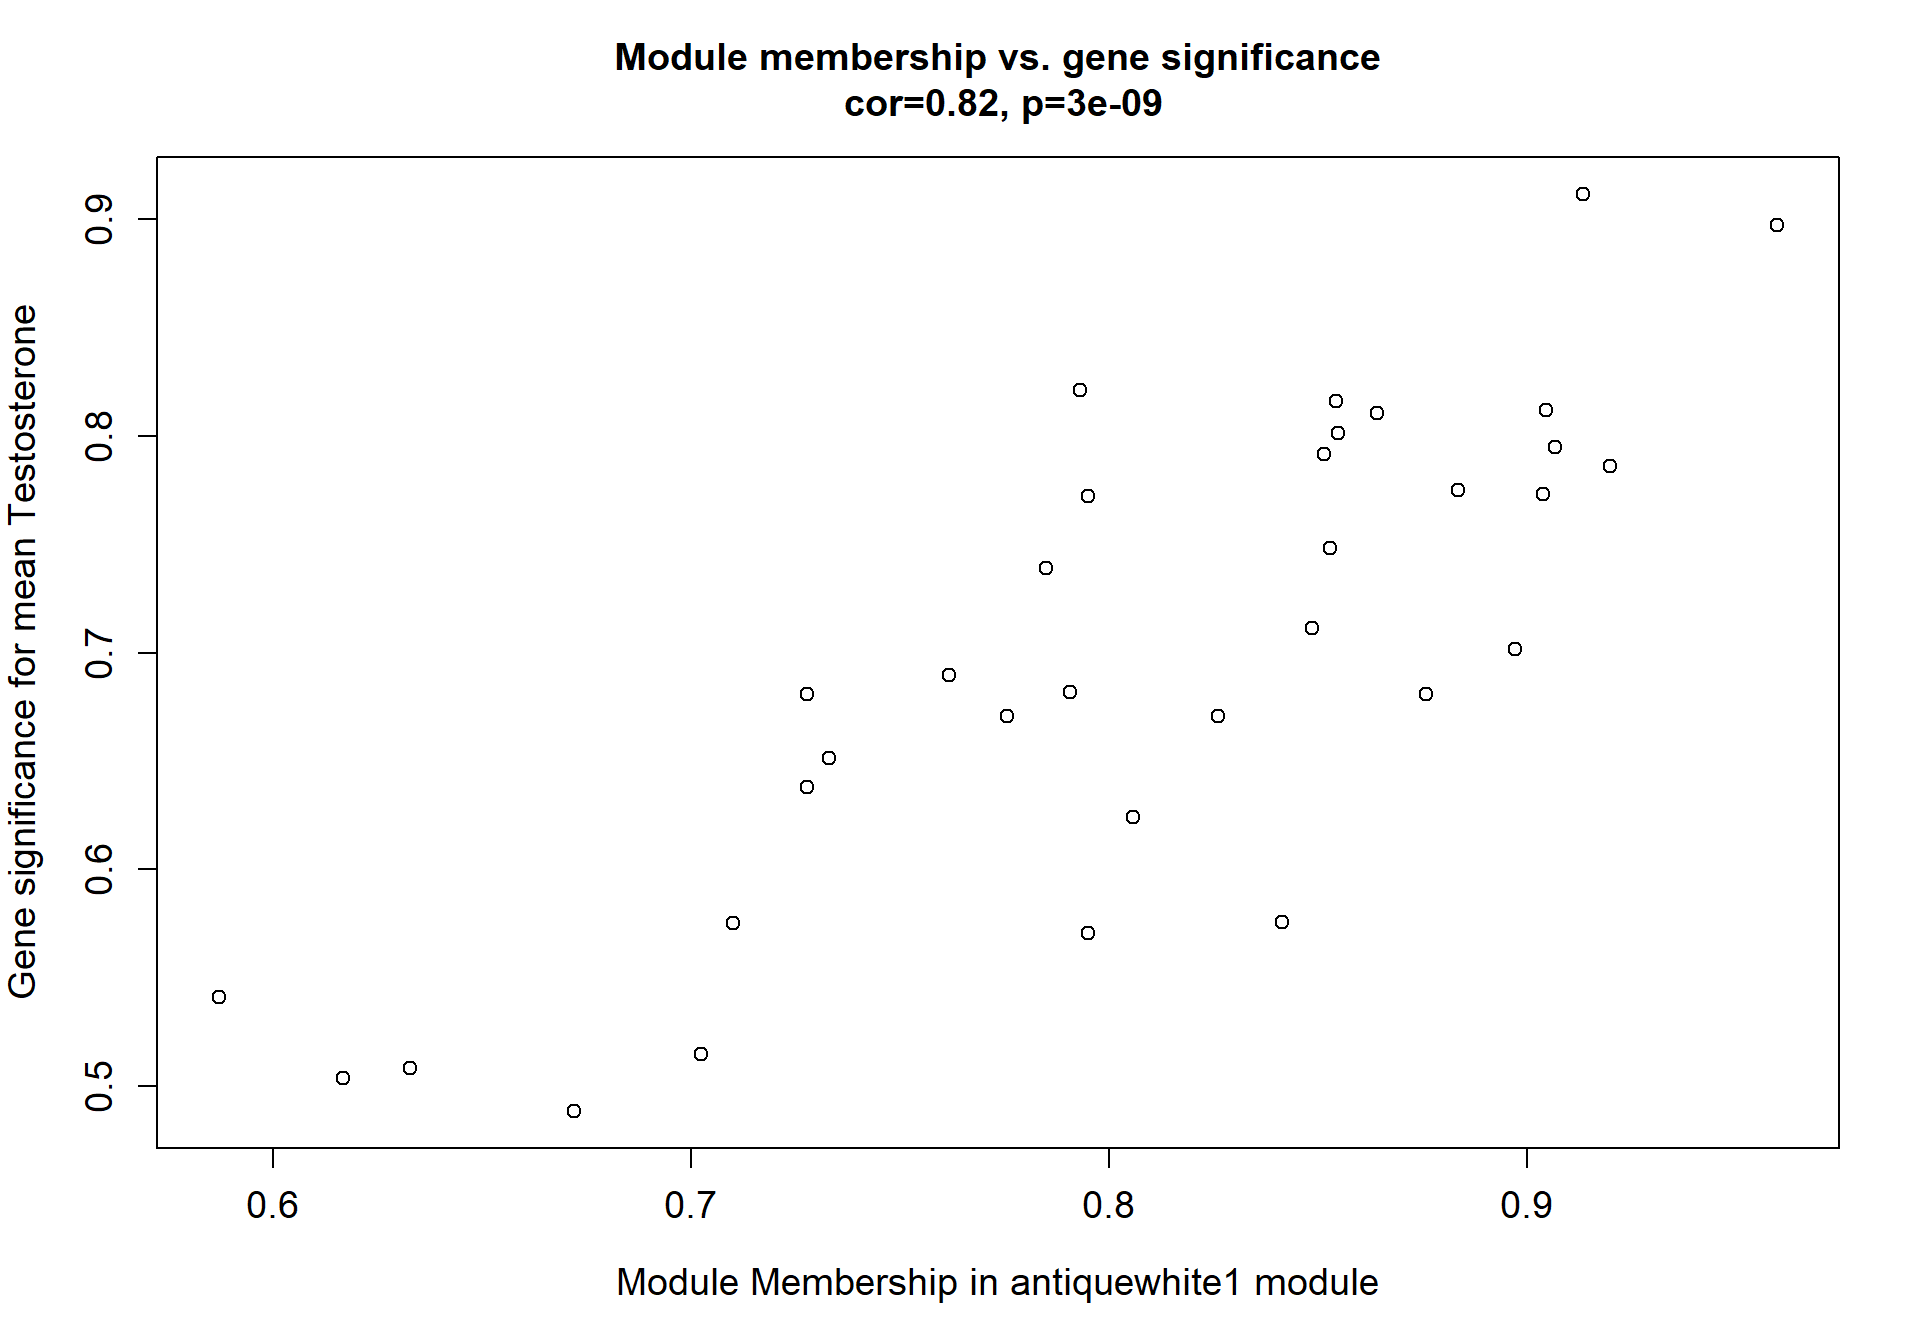 Module membership vs. gene significance
cor=0.82, p=3e-09
Gene significance for mean Testosterone
0.9
0.8
0.7
0.6
0.5
0.6 0.7 0.8 0.9
Module Membership in antiquewhite1 module